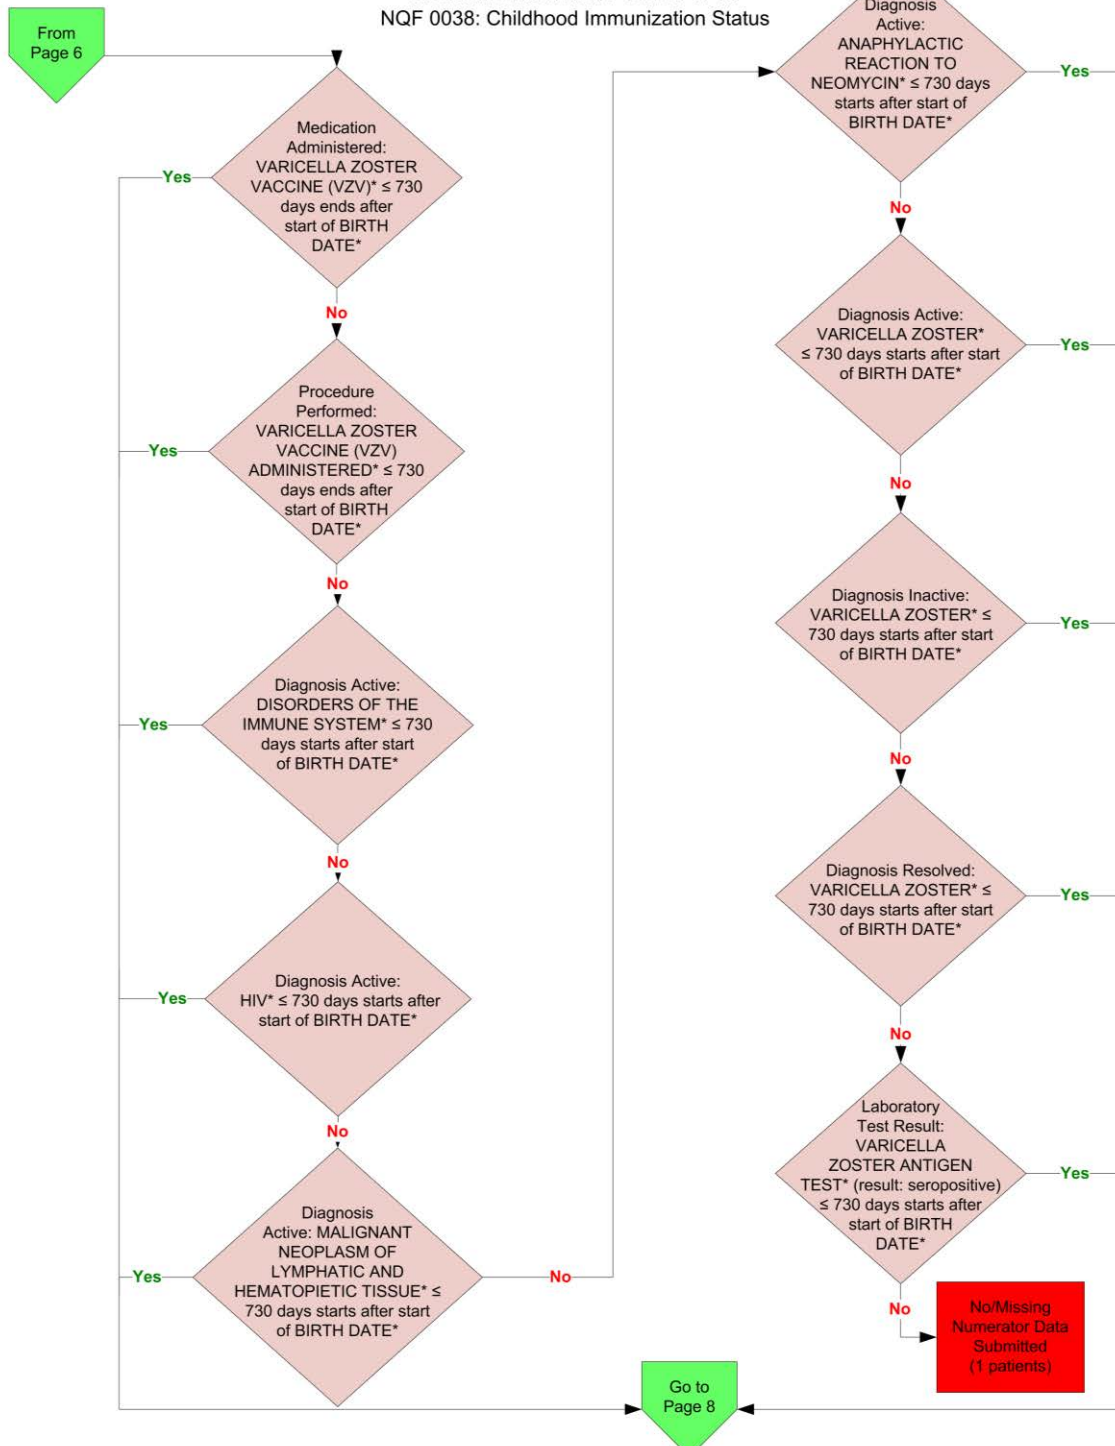 NQF 0038: Childhood Immunization Status
From
Page 6
Medication
Administered:
VARICELLA ZOSTER
VACCINE (VZV)* ≤ 730
days ends after
start of BIRTH
DATE*
Yes
No
Procedure
Performed:
VARICELLA ZOSTER
VACCINE (VZV)
ADMINISTERED* ≤ 730
days ends after
start of BIRTH
DATE*
Yes
No
Diagnosis Active:
DISORDERS OF THE
IMMUNE SYSTEM* ≤ 730
days starts after start
of BIRTH DATE*
Yes
No
Diagnosis Active:
HIV* ≤ 730 days starts after
start of BIRTH DATE*
Yes
No
Diagnosis
Active: MALIGNANT
NEOPLASM OF
LYMPHATIC AND
HEMATOPIETIC TISSUE* ≤
730 days starts after start
of BIRTH DATE*
Yes
No
Diagnosis
Active:
ANAPHYLACTIC
REACTION TO
NEOMYCIN* ≤ 730 days
starts after start of
BIRTH DATE*
Yes
No
Diagnosis Active:
VARICELLA ZOSTER*
≤ 730 days starts after start
of BIRTH DATE*
Yes
No
Diagnosis Inactive:
VARICELLA ZOSTER* ≤
730 days starts after start
of BIRTH DATE*
Yes
No
Diagnosis Resolved:
VARICELLA ZOSTER* ≤
730 days starts after start
of BIRTH DATE*
Yes
No
Laboratory
Test Result:
VARICELLA
ZOSTER ANTIGEN
TEST* (result: seropositive)
≤ 730 days starts after
start of BIRTH
DATE*
Yes
No
No/Missing
Numerator Data
Submitted
(1 patients)
Go to
Page 8